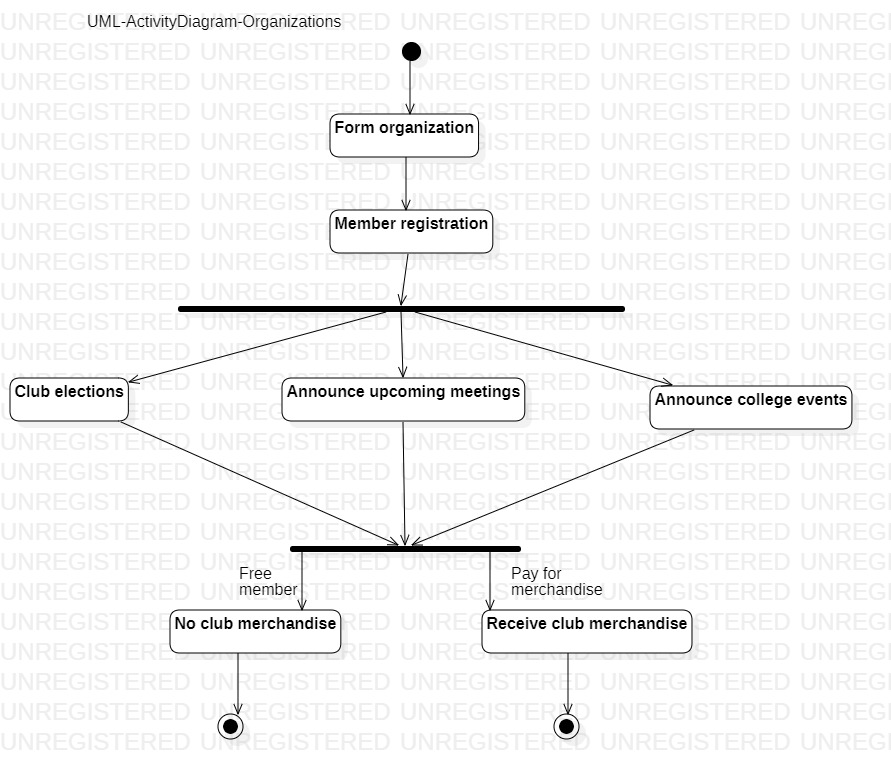 UML-ActivityDiagram-Organizations
Form organization
Member registration
Club elections
Announce upcoming meetings
Announce college events
Free
member
Pay for
merchandise
No club merchandise
Receive club merchandise
UNREGISTERED